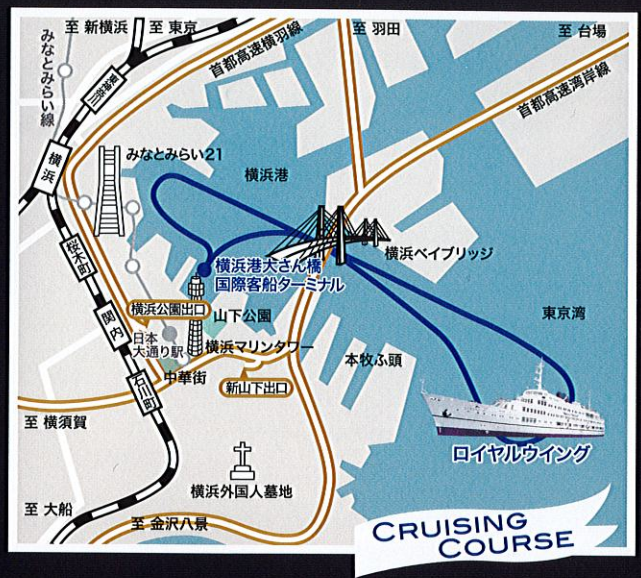 至 新横浜
至 東京
至 羽田
至 台場
みなとみらい線
東神奈川
首都高速横羽線
首都高速湾岸線
横浜
みなとみらい21
横浜港
桜木町
横浜ベイブリッジ
横浜港大さん橋
国際客船ターミナル
横浜公園出口
山下公園
東京湾
関内
日本
大通り駅
横浜マリンタワー
本牧ふ頭
中華街
新山下出口
石川町
至 横須賀
ロイヤルウイング
横浜外国人墓地
至 大船
至 金沢八景
CRUISING
COURSE